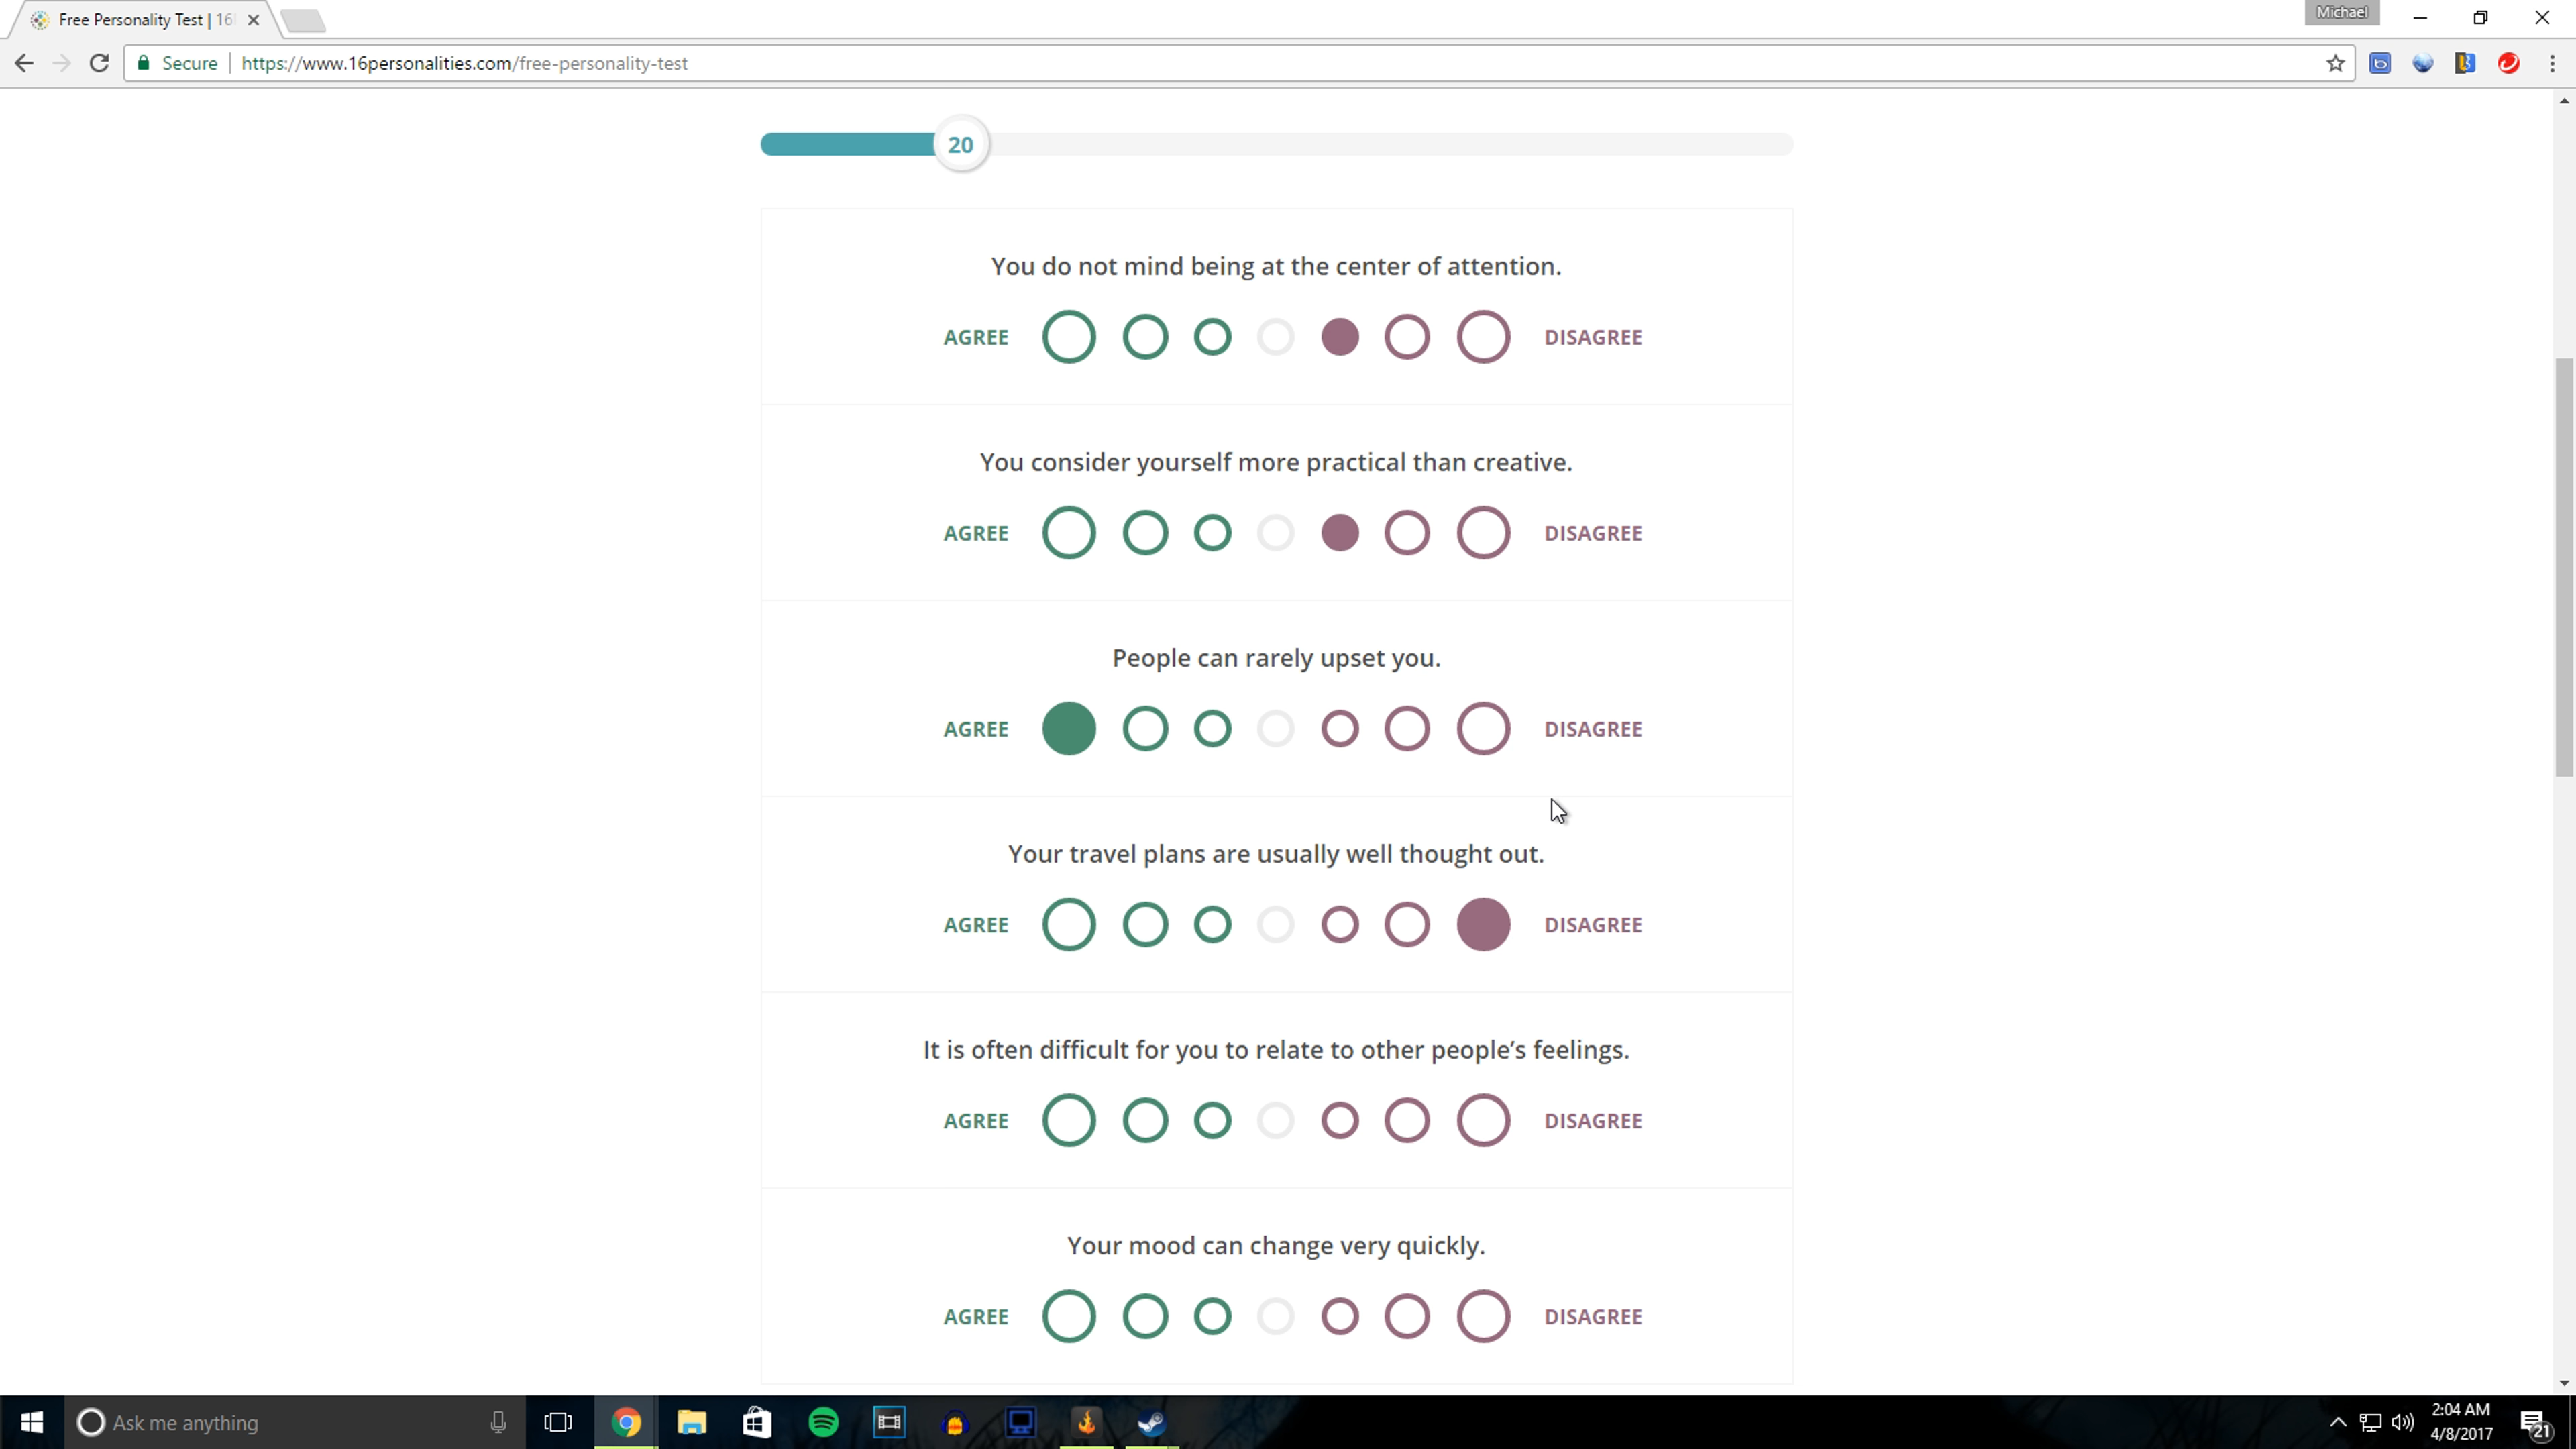 Free Personality Test | 16
Michael
Secure https://www.16personalities.com/free-personality-test
20
You do not mind being at the center of attention.
AGREE DISAGREE
You consider yourself more practical than creative.
AGREE DISAGREE
People can rarely upset you.
AGREE DISAGREE
Your travel plans are usually well thought out.
AGREE DISAGREE
It is often difficult for you to relate to other people’s feelings.
AGREE DISAGREE
Your mood can change very quickly.
AGREE DISAGREE
Ask me anything
2:04 AM
4/8/2017
21